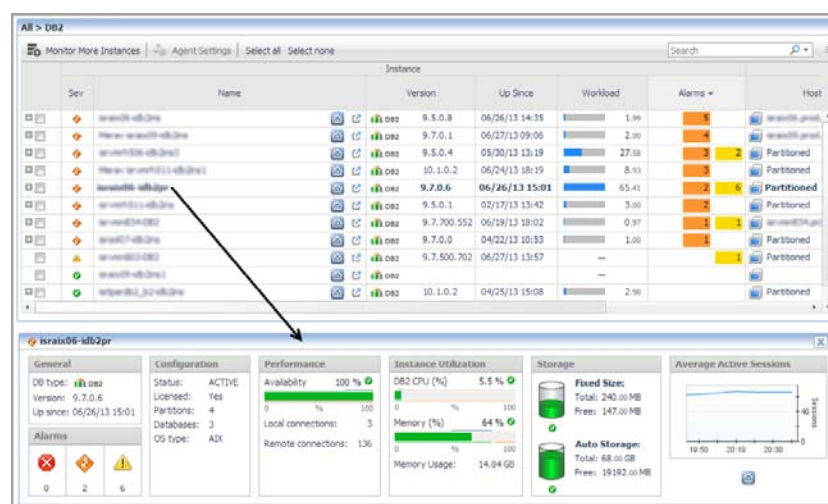 All > DB2
Monitor More Instances Agent Settings Select all Select none Search
Instance
Sev Name Version Up Since Workload Alarms Host
DB2 9.5.0.8 06/26/13 14:35 1.99 5
DB2 9.7.0.1 06/27/13 09:06 2.00 4
DB2 9.5.0.4 05/30/13 13:19 27.58 3 2 Partitioned
DB2 10.1.0.2 06/24/13 18:19 8.93 3 Partitioned
DB2 9.7.0.6 06/26/13 15:01 65.41 2 6 Partitioned
DB2 9.5.0.1 02/17/13 13:42 3.00 2 Partitioned
DB2 9.7.700.552 06/19/13 18:02 0.97 1 1
DB2 9.7.0.0 04/22/13 10:53 1.00 1 Partitioned
DB2 9.7.500.702 06/27/13 13:57 — 1 Partitioned
DB2 —
DB2 10.1.0.2 04/25/13 15:08 2.98 Partitioned
israix06-idb2pr
General Configuration Performance Instance Utilization Storage Average Active Sessions
DB type: DB2
Version: 9.7.0.6
Up since: 06/26/13 15:01
Alarms
0 2 6
Status: ACTIVE
Licensed: Yes
Partitions: 4
Databases: 3
OS type: AIX
Availability 100 %
0 % 100
Local connections: 3
Remote connections: 136
DB2 CPU (%) 5.5 %
0 % 100
Memory (%) 64 %
0 % 100
Memory Usage: 14.84 GB
Fixed Size:
Total: 240.00 MB
Free: 147.00 MB
Auto Storage:
Total: 68.00 GB
Free: 19192.00 MB
40
0
Sessions
19:50 20:10 20:30